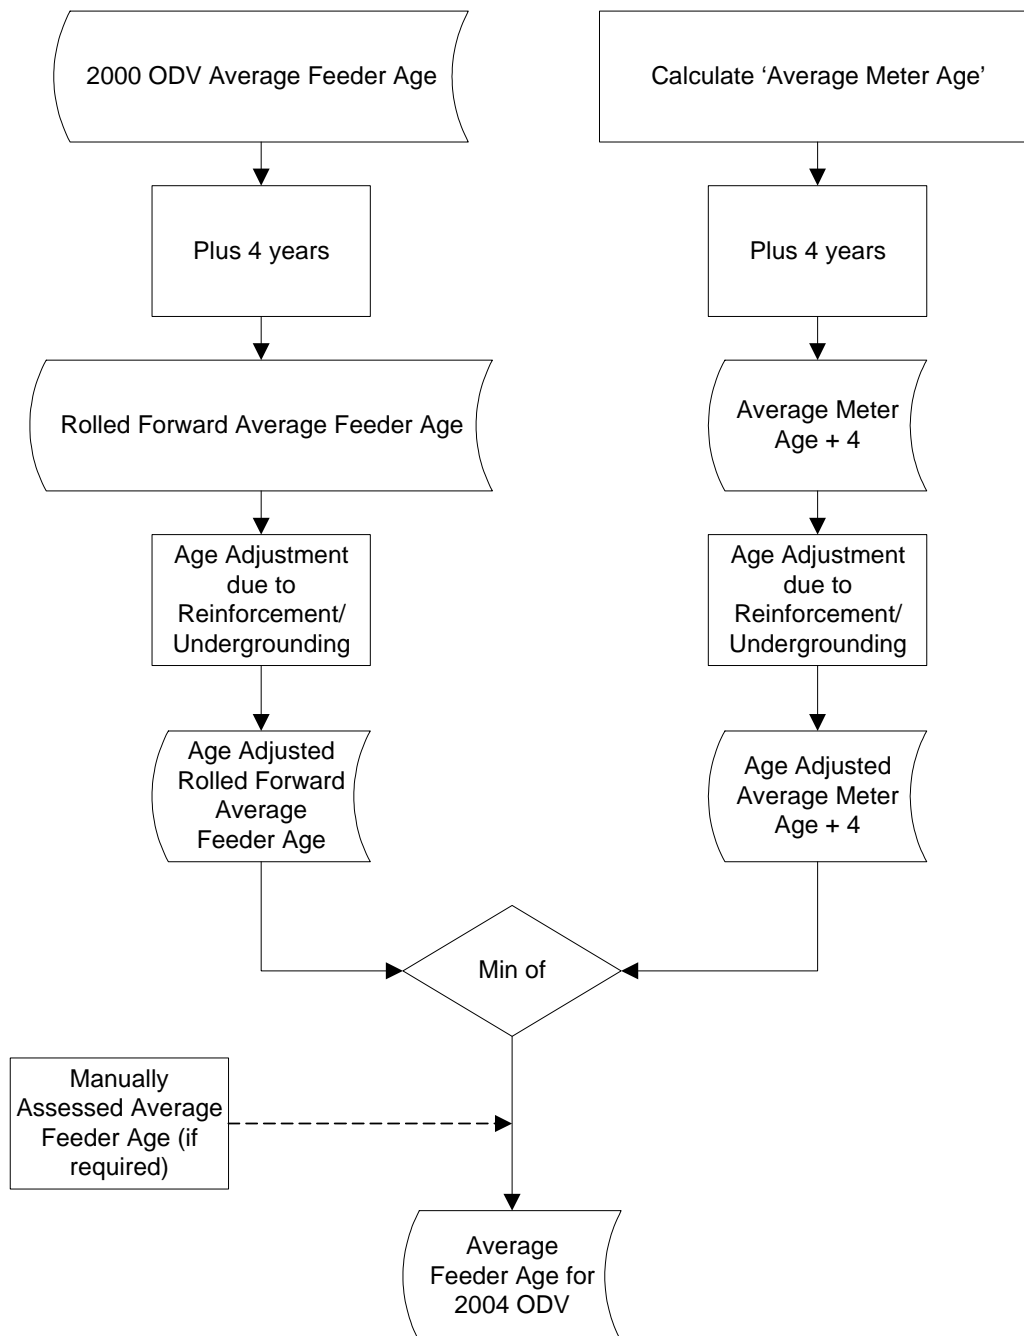 2000 ODV Average Feeder Age
Calculate ‘Average Meter Age’
Plus 4 years
Plus 4 years
Rolled Forward Average Feeder Age
Average Meter
Age + 4
Age Adjustment
due to
Reinforcement/
Undergrounding
Age Adjustment
due to
Reinforcement/
Undergrounding
Age Adjusted
Rolled Forward
Average
Feeder Age
Age Adjusted
Average Meter
Age + 4
Min of
Manually
Assessed Average
Feeder Age (if
required)
Average
Feeder Age for
2004 ODV